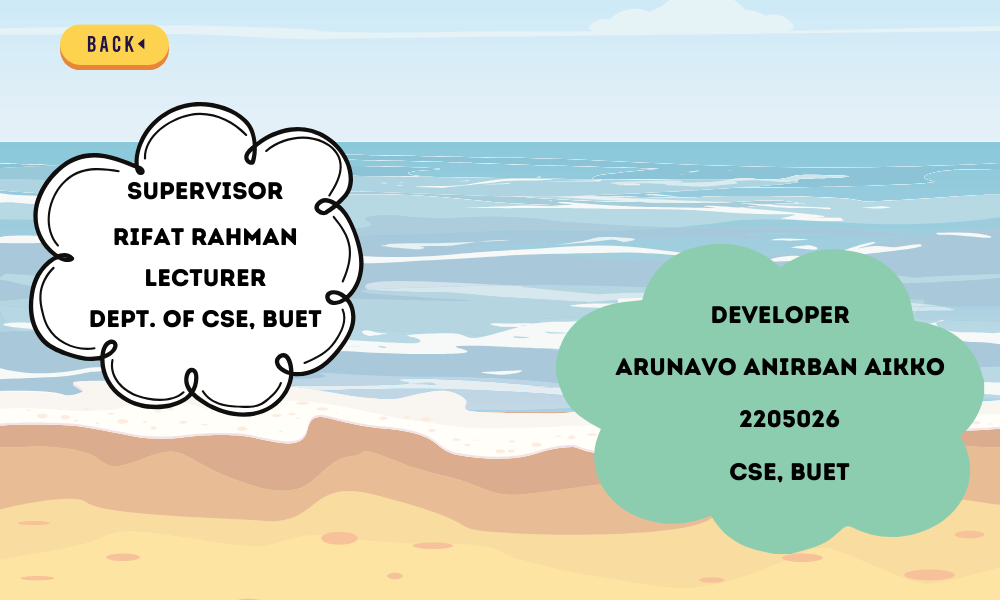 BACK
SUPERVISOR
RIFAT RAHMAN
LECTURER
DEPT. OF CSE, BUET
DEVELOPER
ARUNAVO ANIRBAN AIKKO
2205026
CSE, BUET